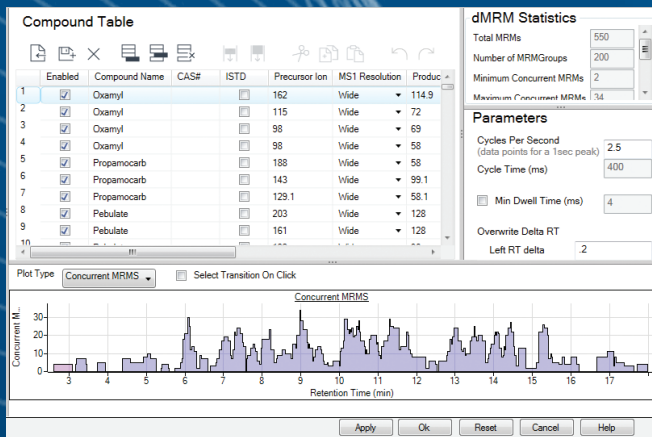 Compound Table
Enabled Compound Name CAS# ISTD Precursor Ion MS1 Resolution Produc
1 Oxamyl 162 Wide 114.9
2 Oxamyl 115 Wide 72
3 Oxamyl 98 Wide 69
4 Oxamyl 98 Wide 58
5 Propamocarb 188 Wide 58
6 Propamocarb 143 Wide 99.1
7 Propamocarb 129.1 Wide 58.1
8 Pebulate 203 Wide 128
9 Pebulate 161 Wide 128
10
dMRM Statistics
Total MRMs 550
Number of MRMGroups 200
Minimum Concurrent MRMs 2
Maximum Concurrent MRMs 34
Parameters
Cycles Per Second 2.5
(data points for a 1sec peak)
Cycle Time (ms) 400
Min Dwell Time (ms) 4
Overwrite Delta RT
Left RT delta .2
Plot Type Concurrent MRMS Select Transition On Click
Concurrent MRMS
Concurrent M...
30
20
10
0
3 4 5 6 7 8 9 10 11 12 13 14 15 16 17
Retention Time (min)
Apply Ok Reset Cancel Help